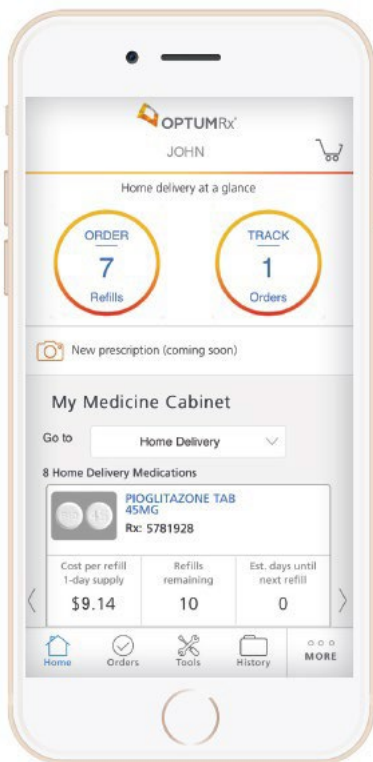 OPTUMRx®
JOHN
Home delivery at a glance
ORDER
7
Refills
TRACK
1
Orders
New prescription (coming soon)
My Medicine Cabinet
Go to
Home Delivery
8 Home Delivery Medications
PIOGLITAZONE TAB
45MG
Rx: 5781928
Cost per refill
1-day supply
$9.14
Refills
remaining
10
Est. days until
next refill
0
Home
Orders
Tools
History
MORE